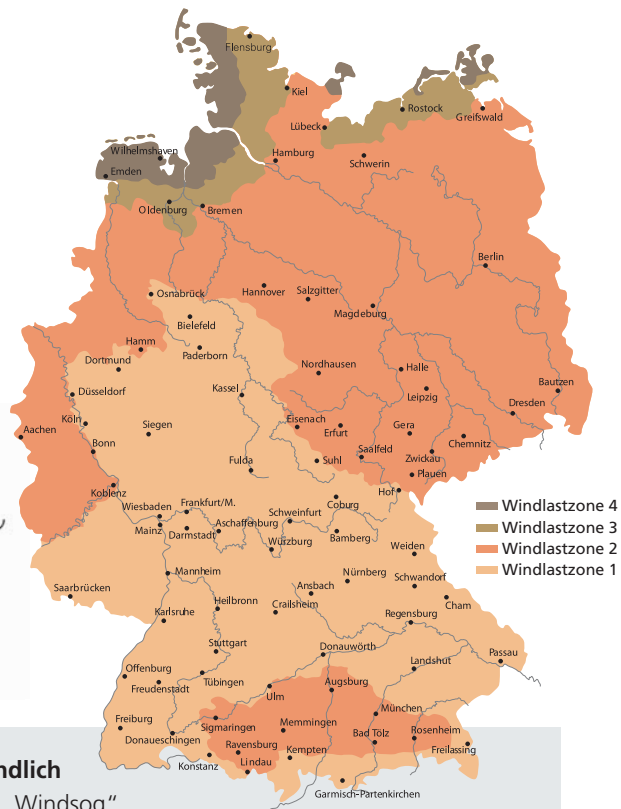 Flensburg
Kiel
Rostock
Greifswald
Lübeck
Wilhelmshaven
Hamburg
Schwerin
Emden
Oldenburg
Bremen
Berlin
Osnabrück
Hannover
Salzgitter
Magdeburg
Bielefeld
Hamm
Paderborn
Dortmund
Nordhausen
Halle
Kassel
Leipzig
Bautzen
Düsseldorf
Dresden
Köln
Eisenach
Aachen
Siegen
Erfurt
Gera
Chemnitz
Bonn
Saalfeld
Zwickau
Fulda
Suhl
Plauen
Koblenz
Hof
Wiesbaden
Frankfurt/M.
Coburg
Windlastzone 4
Schweinfurt
Mainz
Aschaffenburg
Windlastzone 3
Darmstadt
Würzburg
Bamberg
Weiden
Windlastzone 2
Windlastzone 1
Mannheim
Nürnberg
Schwandorf
Saarbrücken
Ansbach
Heilbronn
Crailsheim
Cham
Karlsruhe
Regensburg
Stuttgart
Donauwörth
Passau
Offenburg
Landshut
Tübingen
Freudenstadt
Augsburg
Ulm
München
Freiburg
Sigmaringen
Memmingen
Rosenheim
Donaueschingen
Bad Tölz
Ravensburg
Kempten
Freilassing
Konstanz
Lindau
Garmisch-Partenkirchen
ndlich
Windsog“